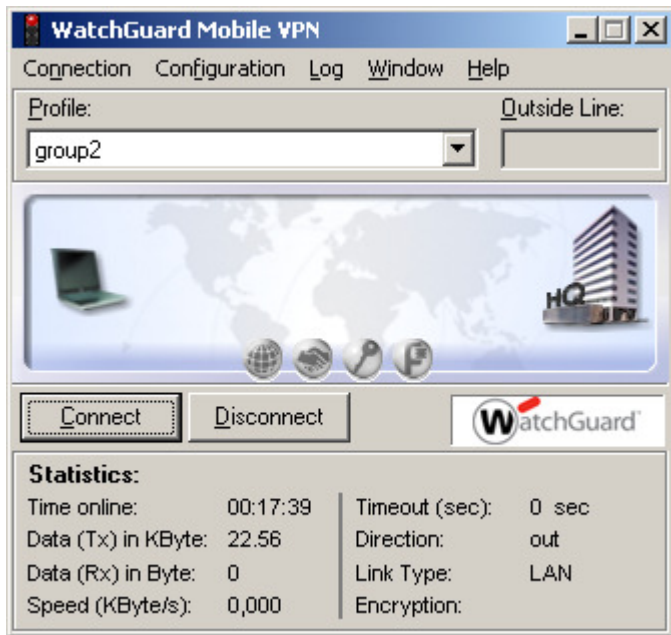 WatchGuard Mobile VPN
Connection Configuration Log Window Help
Profile: Outside Line:
group2
HQ
Connect Disconnect WatchGuard
Statistics:
Time online: 00:17:39 Timeout (sec): 0 sec
Data (Tx) in KByte: 22.56 Direction: out
Data (Rx) in Byte: 0 Link Type: LAN
Speed (KByte/s): 0,000 Encryption: